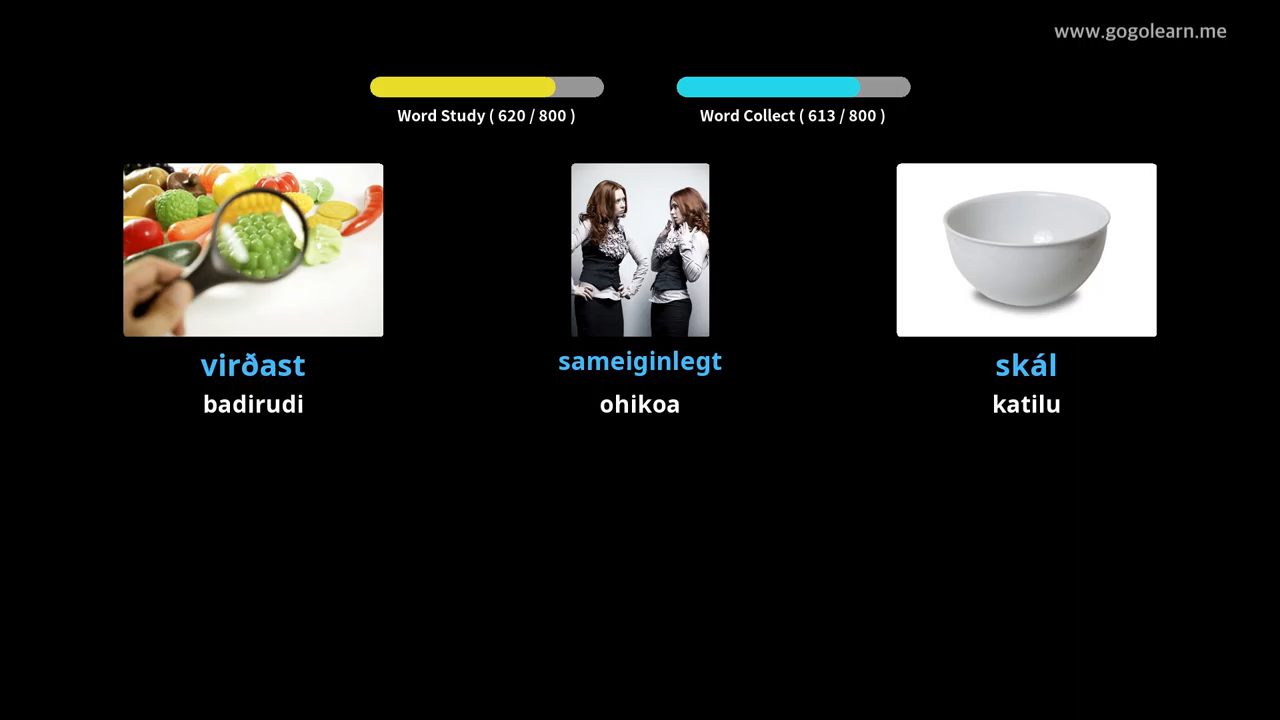 www.gogolearn.me
Word Study ( 620 / 800 )
Word Collect ( 613 / 800 )
virðast
sameiginlegt
skál
badirudi
ohikoa
katilu